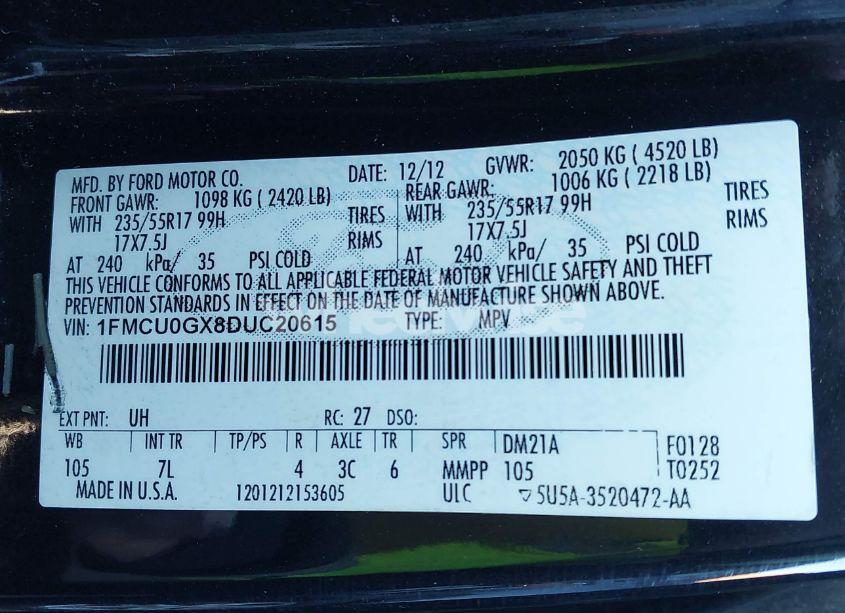 MFD. BY FORD MOTOR CO. DATE: 12/12 GVWR: 2050 KG ( 4520 LB)
FRONT GAWR: 1098 KG ( 2420 LB) REAR GAWR: 1006 KG ( 2218 LB)
WITH 235/55R17 99H TIRES WITH 235/55R17 99H TIRES
17X7.5J RIMS 17X7.5J RIMS
AT 240 kPa/ 35 PSI COLD AT 240 kPa/ 35 PSI COLD
THIS VEHICLE CONFORMS TO ALL APPLICABLE FEDERAL MOTOR VEHICLE SAFETY AND THEFT
PREVENTION STANDARDS IN EFFECT ON THE DATE OF MANUFACTURE SHOWN ABOVE.
VIN: 1FMCU0GX8DUC20615 TYPE: MPV
EXT PNT: UH RC: 27 DSO:
WB INT TR TP/PS R AXLE TR SPR DM21A F0128
105 7L 4 3C 6 MMPP 105 T0252
MADE IN U.S.A. 1201212153605 ULC 5U5A-3520472-AA